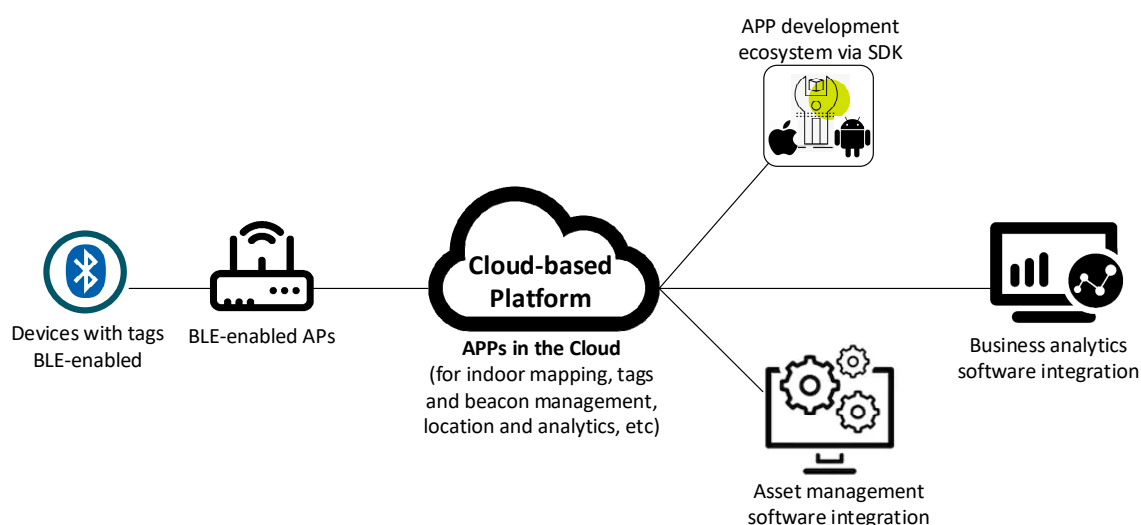 APP development
ecosystem via SDK
Cloud-based
Platform
Devices with tags
BLE-enabled
BLE-enabled APs
APPs in the Cloud
(for indoor mapping, tags
and beacon management,
location and analytics, etc)
Business analytics
software integration
Asset management
software integration